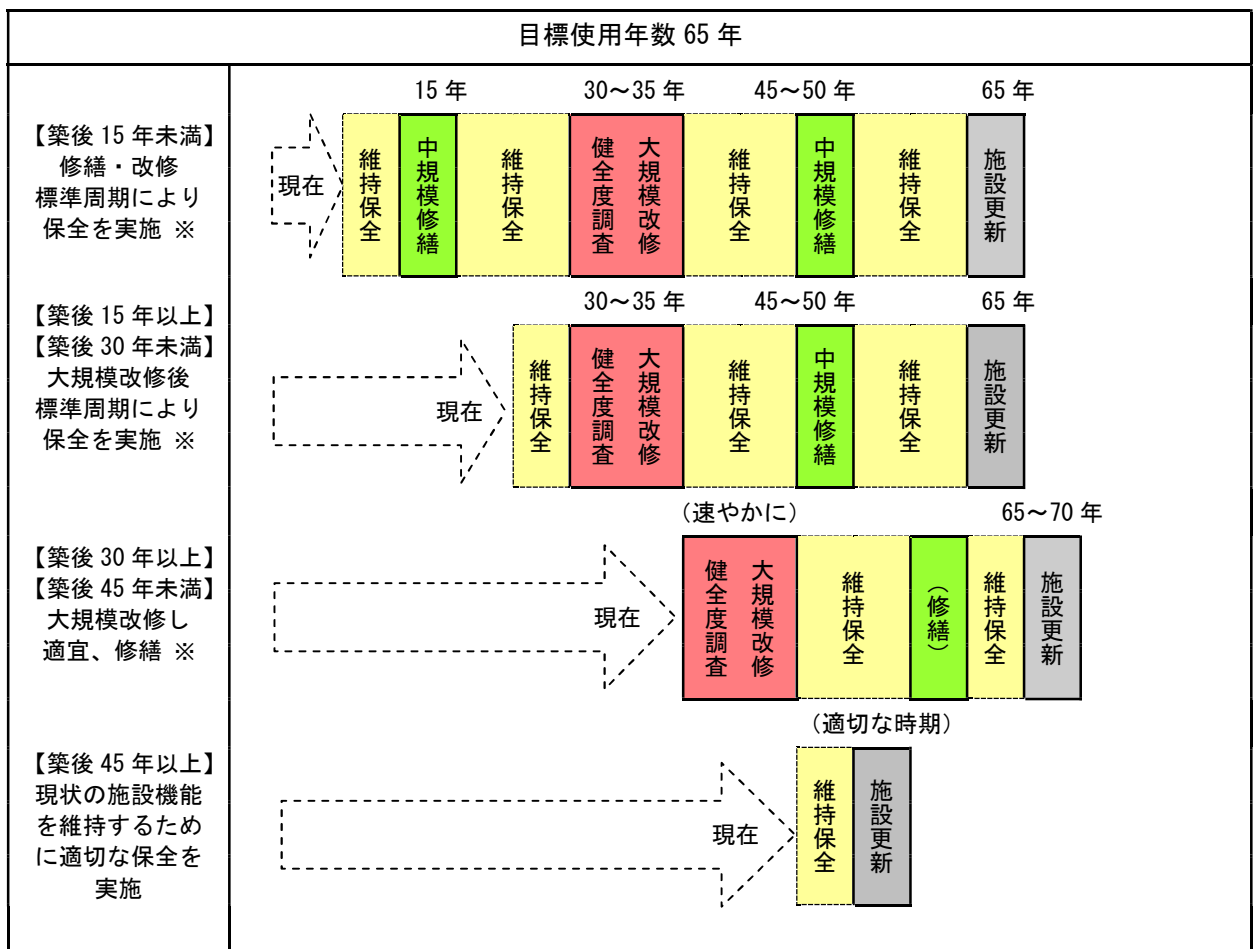 目標使用年数 65 年
【築後 15 年未満】
修繕・改修
標準周期により
保全を実施 ※
15 年
30～35 年
45～50 年
65 年
現在
維持保全
中規模修繕
維持保全
大規模改修
健全度調査
維持保全
中規模修繕
維持保全
施設更新
【築後 15 年以上】
【築後 30 年未満】
大規模改修後
標準周期により
保全を実施 ※
30～35 年
45～50 年
65 年
現在
維持保全
大規模改修
健全度調査
維持保全
中規模修繕
維持保全
施設更新
【築後 30 年以上】
【築後 45 年未満】
大規模改修し
適宜、修繕 ※
(速やかに)
65～70 年
現在
大規模改修
健全度調査
維持保全
（修繕）
維持保全
施設更新
【築後 45 年以上】
現状の施設機能
を維持するため
に適切な保全を
実施
(適切な時期)
現在
維持保全
施設更新